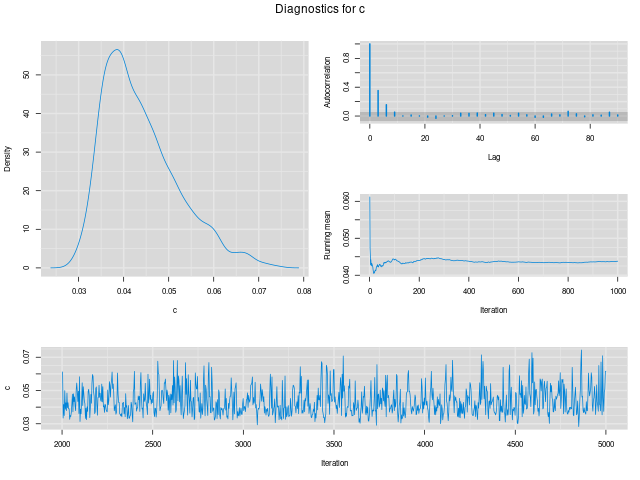 Diagnostics for c
Density
0 10 20 30 40 50
0.03 0.04 0.05 0.06 0.07 0.08
c
Autocorrelation
0.0 0.4 0.8
0 20 40 60 80
Lag
Running mean
0.040 0.050 0.060
0 200 400 600 800 1000
Iteration
c
0.03 0.05 0.07
2000 2500 3000 3500 4000 4500 5000
Iteration